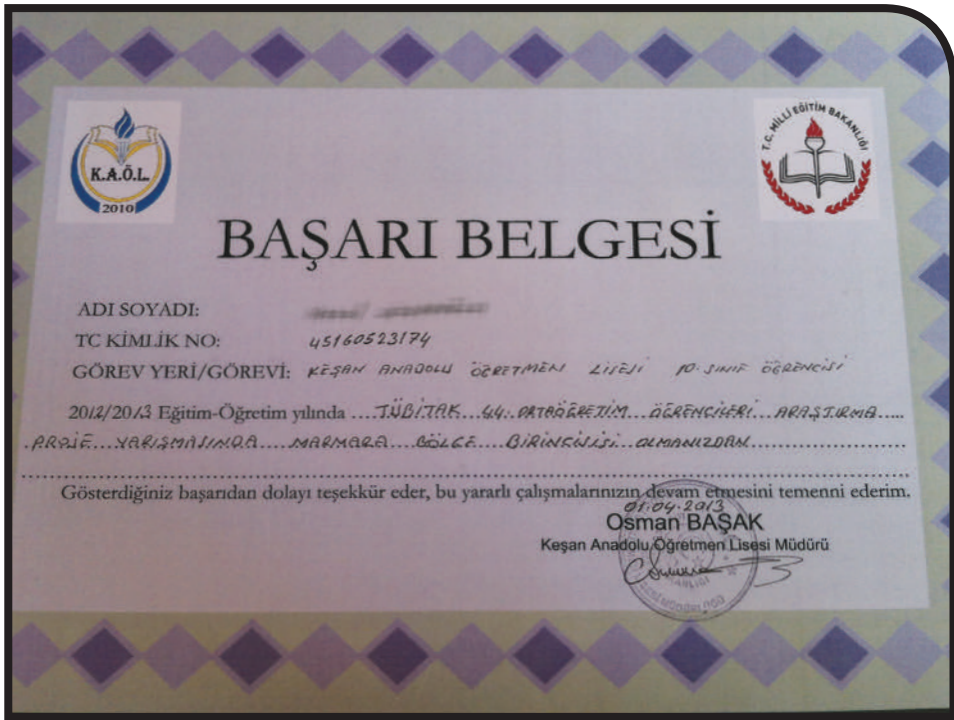 K.A.Ö.L.
2010
T.C. MİLLİ EĞİTİM BAKANLIĞI
BAŞARI BELGESİ
ADI SOYADI:
TC KİMLİK NO: 45160523174
GÖREV YERİ/GÖREVİ: KEŞAN ANADOLU ÖĞRETMEN LİSESİ 10. SINIF ÖĞRENCİSİ
2012/2013 Eğitim-Öğretim yılında ...TÜBİTAK...44. ORTAÖĞRETİM...ÖĞRENCİLERİ...ARAŞTIRMA.....
.PROJE...YARIŞMASINDA...MARMARA...BÖLGE...BİRİNCİSİSİ OLMANIZDAN......................
Gösterdiğiniz başarıdan dolayı teşekkür eder, bu yararlı çalışmalarınızın devam etmesini temenni ederim.
01.04.2013
Osman BAŞAK
Keşan Anadolu Öğretmen Lisesi Müdürü